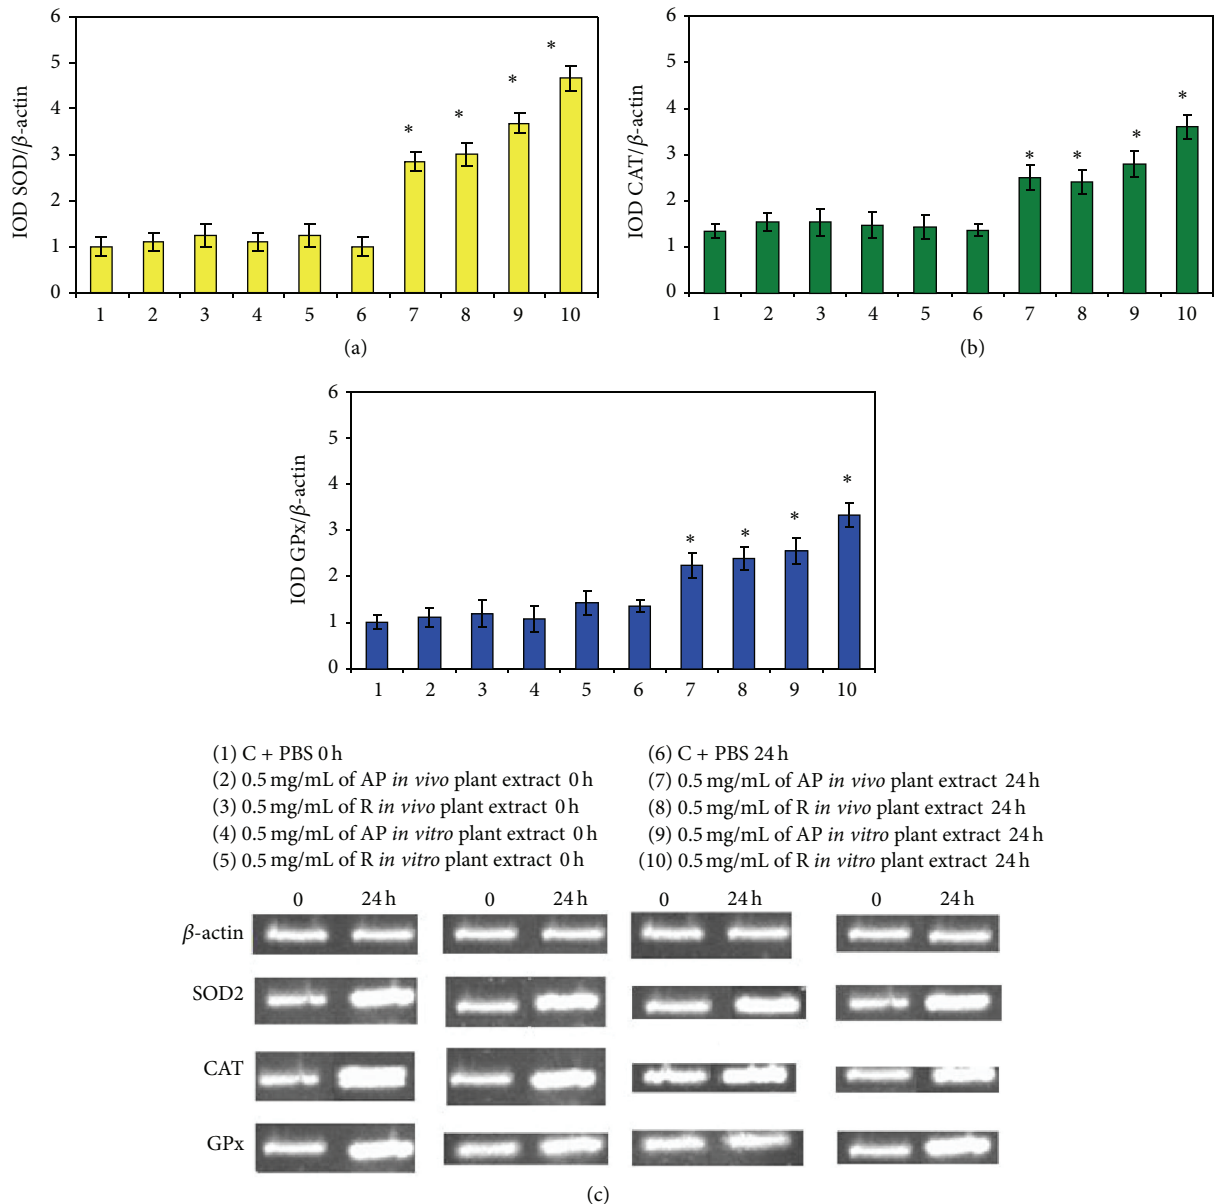 6
5
4
3
2
1
0
IOD SOD/β-actin
* * * *
1 2 3 4 5 6 7 8 9 10
(a)
6
5
4
3
2
1
0
IOD CAT/β-actin
* * * *
1 2 3 4 5 6 7 8 9 10
(b)
6
5
4
3
2
1
0
IOD GPx/β-actin
* * * *
1 2 3 4 5 6 7 8 9 10
(1) C + PBS 0 h
(2) 0.5 mg/mL of AP in vivo plant extract 0 h
(3) 0.5 mg/mL of R in vivo plant extract 0 h
(4) 0.5 mg/mL of AP in vitro plant extract 0 h
(5) 0.5 mg/mL of R in vitro plant extract 0 h
(6) C + PBS 24 h
(7) 0.5 mg/mL of AP in vivo plant extract 24 h
(8) 0.5 mg/mL of R in vivo plant extract 24 h
(9) 0.5 mg/mL of AP in vitro plant extract 24 h
(10) 0.5 mg/mL of R in vitro plant extract 24 h
0 24 h 0 24 h 0 24 h 0 24 h
β-actin
SOD2
CAT
GPx
(c)